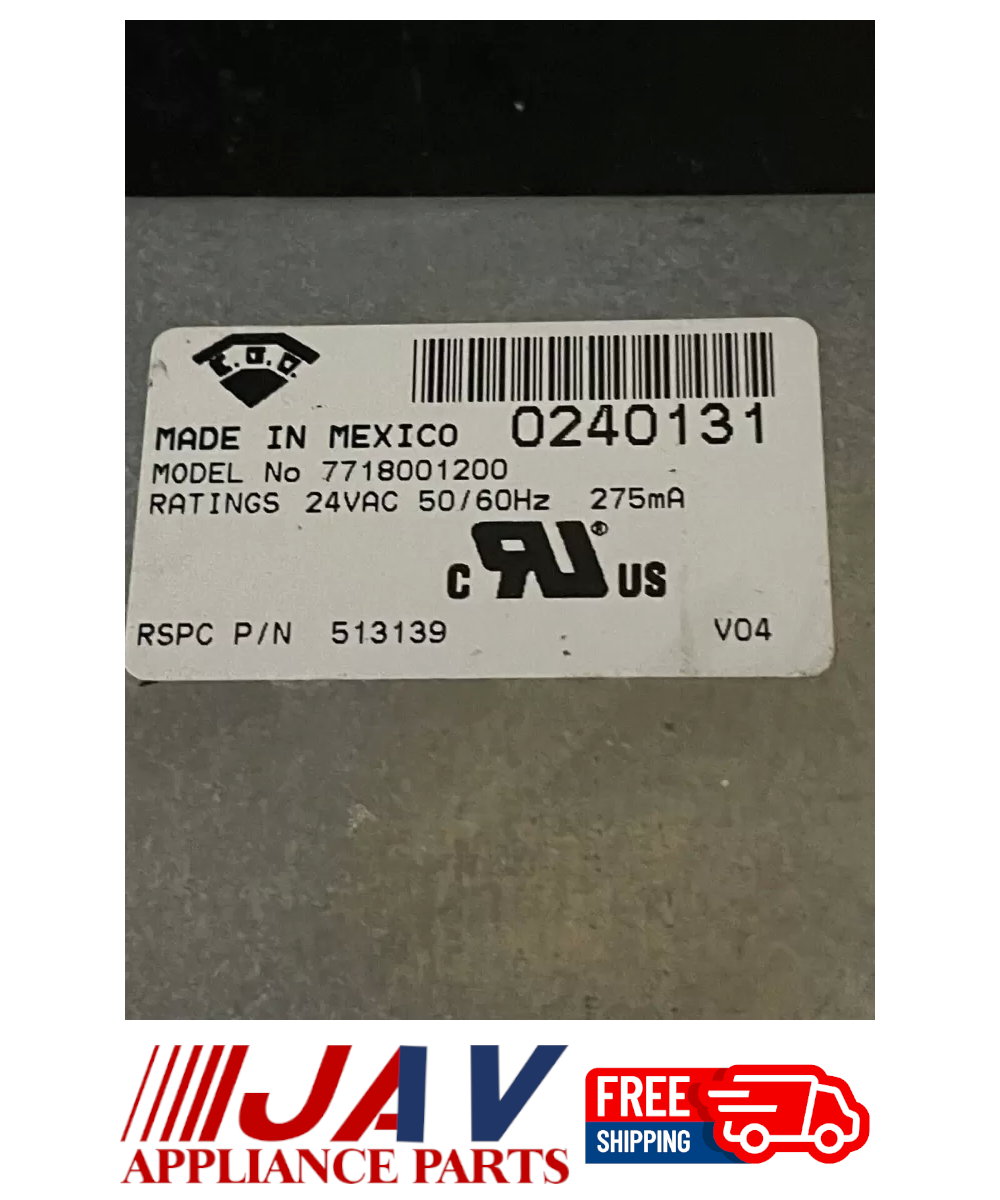 E.G.O.
MADE IN MEXICO 0240131
MODEL No 7718001200
RATINGS 24VAC 50/60Hz 275mA
C RU® US
RSPC P/N 513139 V04
JAV
APPLIANCE PARTS
FREE
SHIPPING